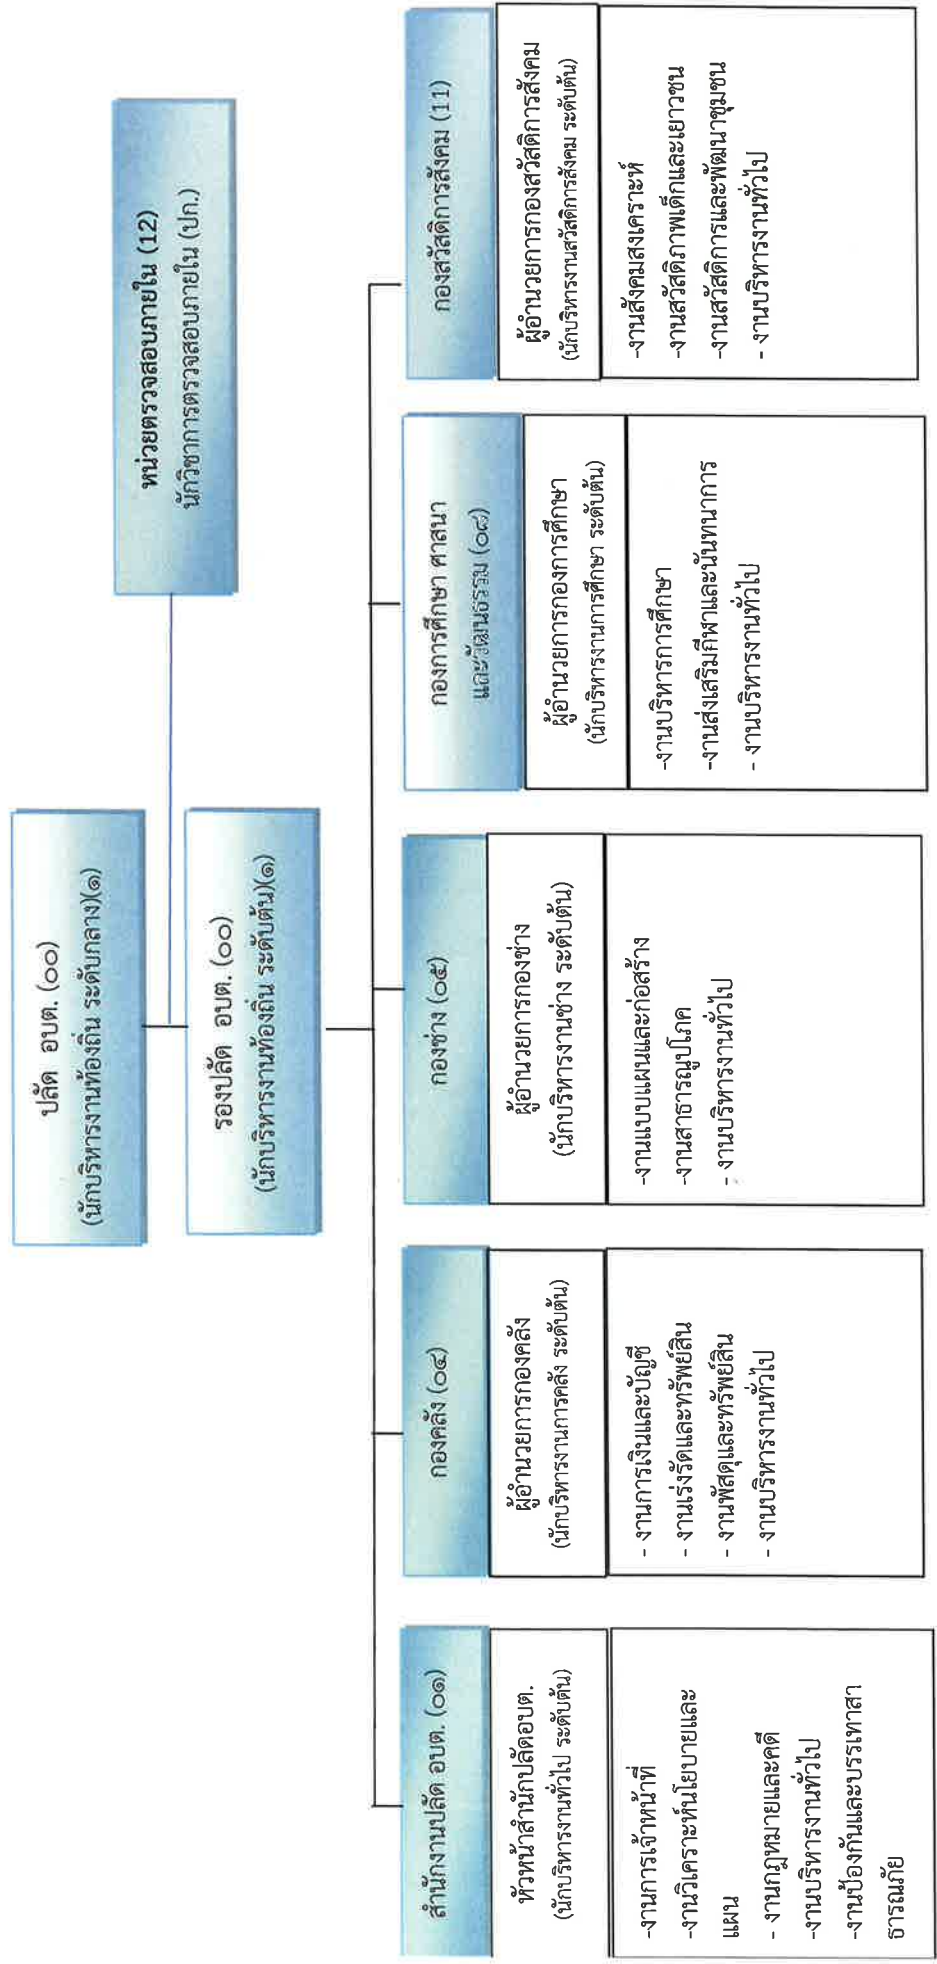 ปลัด อบต. (๐๐)
(นักบริหารงานท้องถิ่น ระดับกลาง)(๑)
รองปลัด อบต. (๐๐)
(นักบริหารงานท้องถิ่น ระดับต้น)(๑)
หน่วยตรวจสอบภายใน (12)
นักวิชาการตรวจสอบภายใน (ปก.)
สำนักงานปลัด อบต. (๐๑)
หัวหน้าสำนักปลัดอบต.
(นักบริหารงานทั่วไป ระดับต้น)
-งานการเจ้าหน้าที่
-งานวิเคราะห์นโยบายและ
แผน
- งานกฎหมายและคดี
-งานบริหารงานทั่วไป
-งานป้องกันและบรรเทาสา
ธารณภัย
กองคลัง (๐๔)
ผู้อำนวยการกองคลัง
(นักบริหารงานการคลัง ระดับต้น)
- งานการเงินและบัญชี
- งานเร่งรัดและทรัพย์สิน
- งานพัสดุและทรัพย์สิน
- งานบริหารงานทั่วไป
กองช่าง (๐๕)
ผู้อำนวยการกองช่าง
(นักบริหารงานช่าง ระดับต้น)
-งานแบบแผนและก่อสร้าง
-งานสาธารณูปโภค
- งานบริหารงานทั่วไป
กองการศึกษา ศาสนา
และวัฒนธรรม (๐๘)
ผู้อำนวยการกองการศึกษา
(นักบริหารงานการศึกษา ระดับต้น)
-งานบริหารการศึกษา
-งานส่งเสริมกีฬาและนันทนาการ
- งานบริหารงานทั่วไป
กองสวัสดิการสังคม (11)
ผู้อำนวยการกองสวัสดิการสังคม
(นักบริหารงานสวัสดิการสังคม ระดับต้น)
-งานสังคมสงเคราะห์
-งานสวัสดิภาพเด็กและเยาวชน
-งานสวัสดิการและพัฒนาชุมชน
- งานบริหารงานทั่วไป